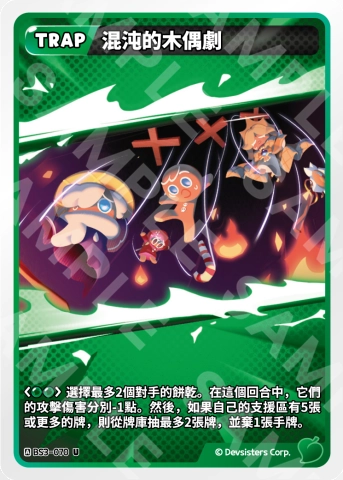 TRAP 混沌的木偶劇
SAMPLE
《●●》選擇最多2個對手的餅乾。在這個回合中，它們
的攻擊傷害分別-1點。然後，如果自己的支援區有5張
或更多的牌，則從牌庫抽最多2張牌，並棄1張手牌。
A BS3-070 U
© Devsisters Corp.